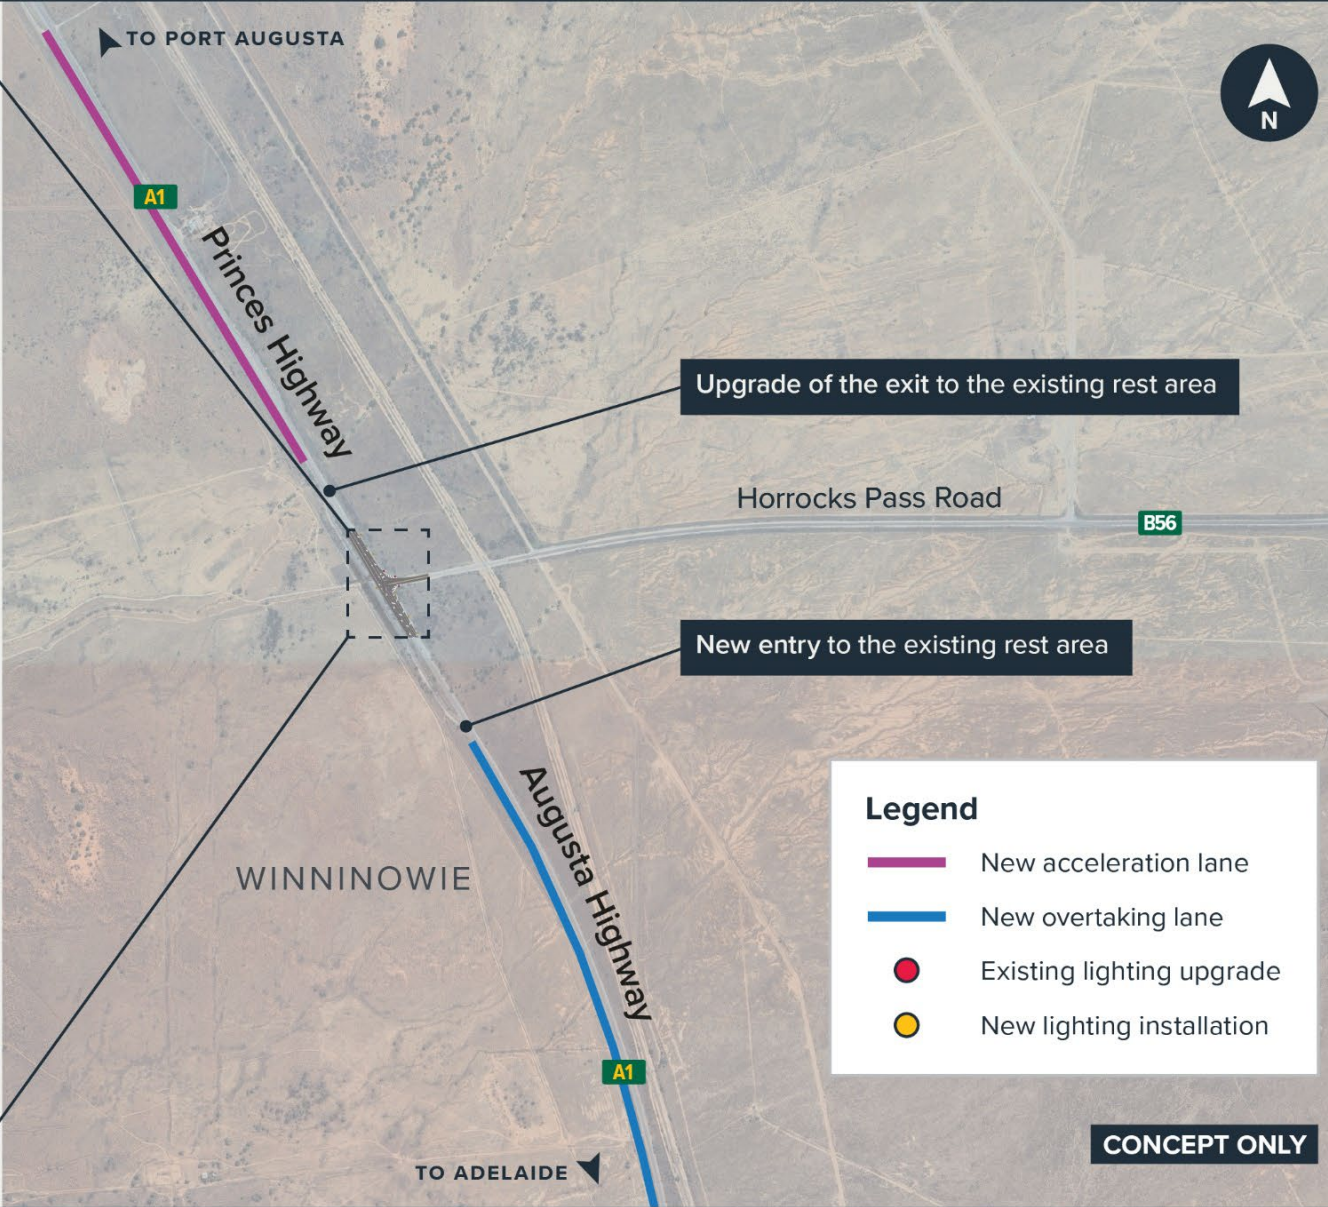 TO PORT AUGUSTA
N
A1
Princes Highway
Upgrade of the exit to the existing rest area
Horrocks Pass Road
B56
New entry to the existing rest area
Augusta Highway
WINNINOWIE
Legend
New acceleration lane
New overtaking lane
Existing lighting upgrade
New lighting installation
A1
CONCEPT ONLY
TO ADELAIDE